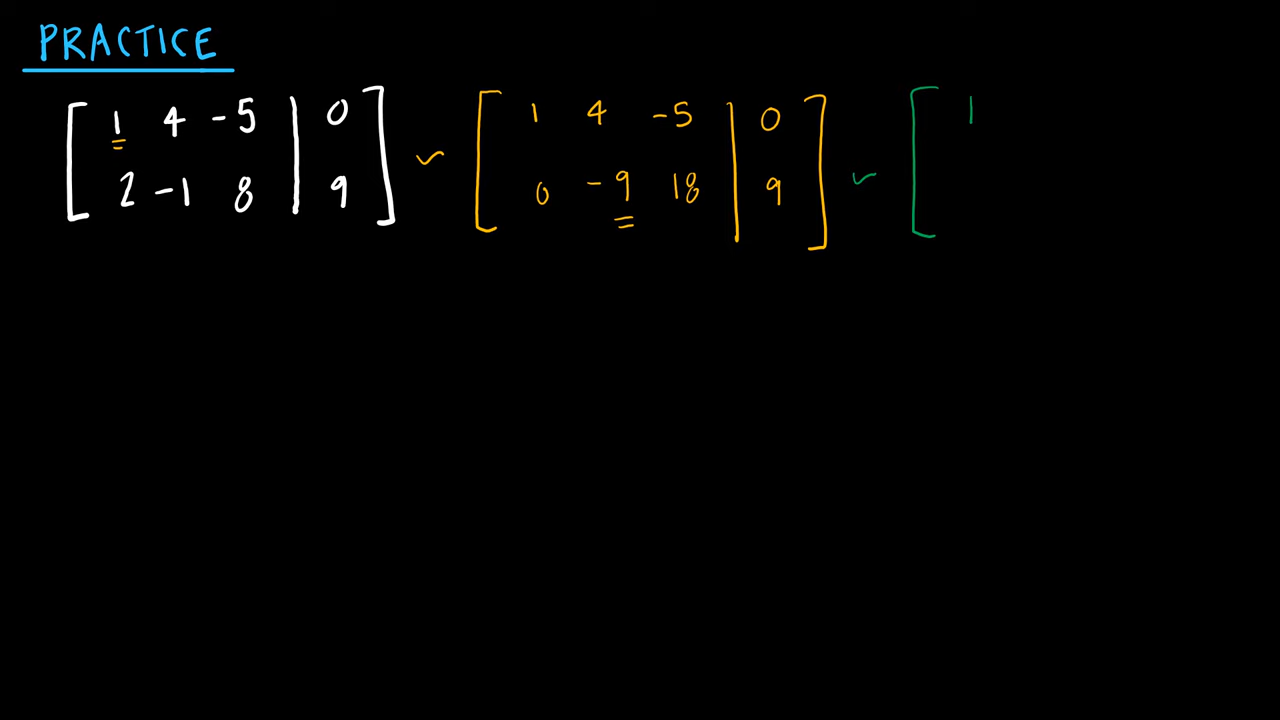 PRACTICE
[ 1 4 -5 | 0 ] ~ [ 1 4 -5 | 0 ] ~ [ 1
[ 2 -1 8 | 9 ] [ 0 -9 18 | 9 ] [